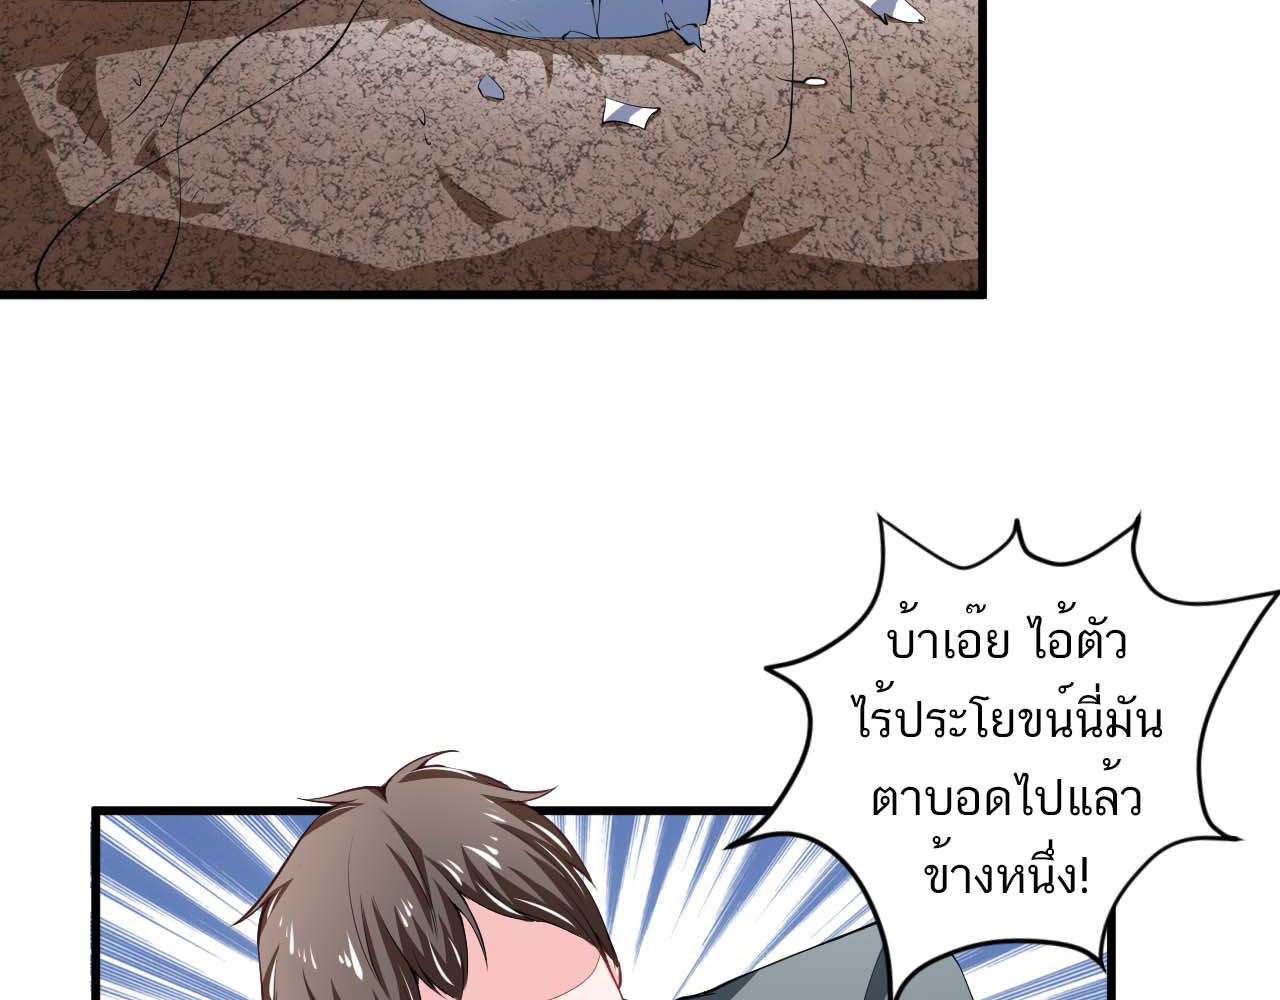 บ้าเอ๊ย ไอ้ตัว
ไร้ประโยขน์นี่มัน
ตาบอดไปแล้ว
ข้างหนึ่ง!